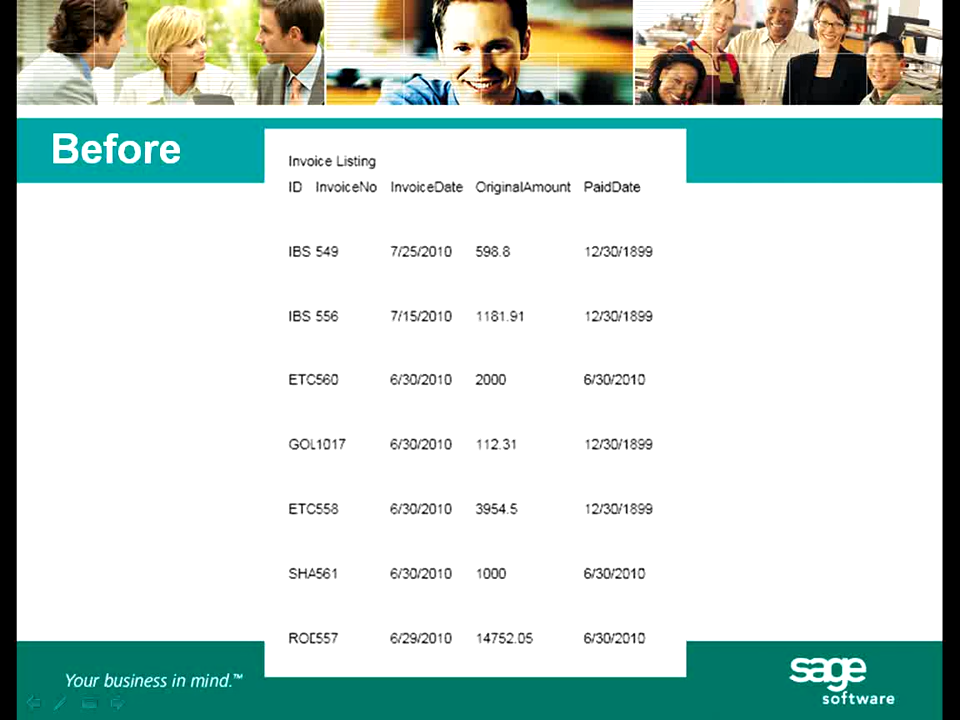 Before
Invoice Listing
ID InvoiceNo InvoiceDate OriginalAmount PaidDate
IBS 549 7/25/2010 598.8 12/30/1899
IBS 556 7/15/2010 1181.91 12/30/1899
ETC560 6/30/2010 2000 6/30/2010
GOL1017 6/30/2010 112.31 12/30/1899
ETC558 6/30/2010 3954.5 12/30/1899
SHA561 6/30/2010 1000 6/30/2010
ROD557 6/29/2010 14752.05 6/30/2010
Your business in mind.™
sage
software